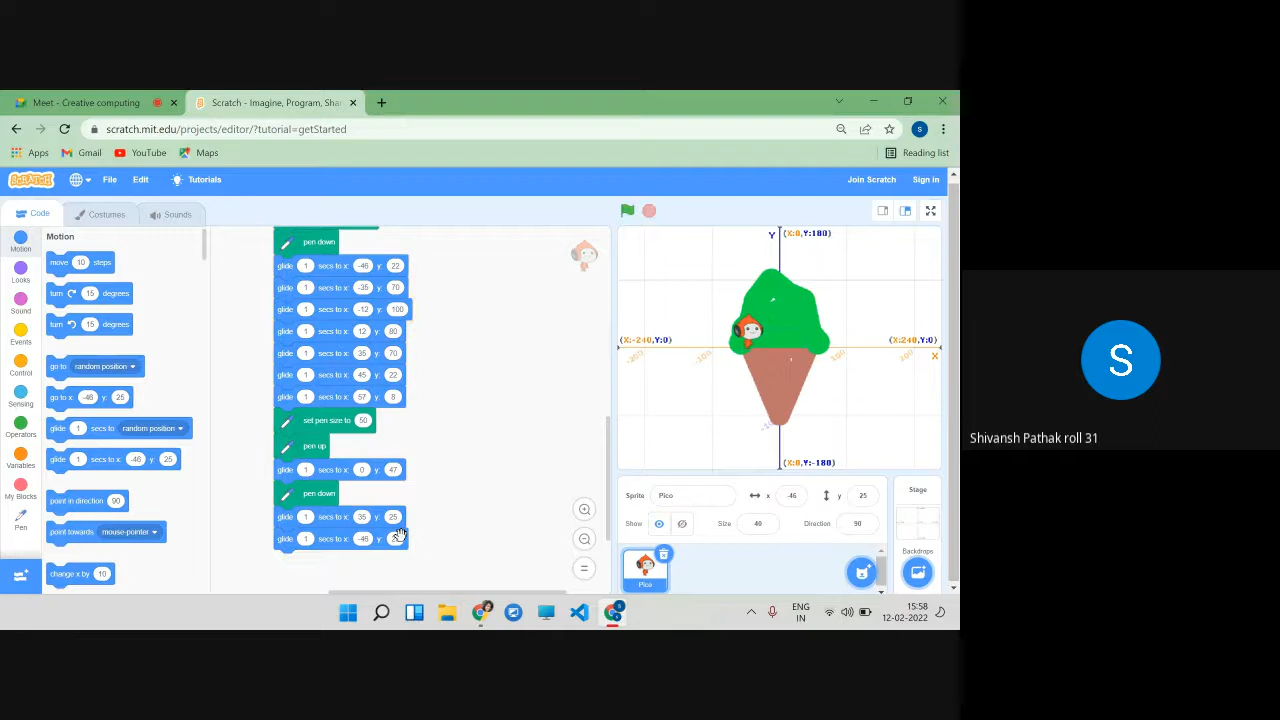 Meet - Creative computing
Scratch - Imagine, Program, Sha
scratch.mit.edu/projects/editor/?tutorial=getStarted
S
Apps Gmail YouTube Maps Reading list
SCRATCH File Edit Tutorials Join Scratch Sign in
Code Costumes Sounds
Motion
Looks
Sound
Events
Control
Sensing
Operators
Variables
My Blocks
Pen
Motion
move 10 steps
turn 15 degrees
turn 15 degrees
go to random position
go to x: -46 y: 25
glide 1 secs to random position
glide 1 secs to x: -46 y: 25
point in direction 90
point towards mouse-pointer
change x by 10
pen down
glide 1 secs to x: -46 y: 22
glide 1 secs to x: -35 y: 70
glide 1 secs to x: -12 y: 100
glide 1 secs to x: 12 y: 80
glide 1 secs to x: 35 y: 70
glide 1 secs to x: 45 y: 22
glide 1 secs to x: 57 y: 8
set pen size to 50
pen up
glide 1 secs to x: 0 y: 47
pen down
glide 1 secs to x: 35 y: 25
glide 1 secs to x: -46 y:
Y (X:0,Y:180)
(X:-240,Y:0) (X:240,Y:0)
-200 -100 100 X
(X:0,Y:-180)
Sprite Pico x -46 y 25
Show Size 40 Direction 90
Pico
Stage
Backdrops
ENG
IN
15:58
12-02-2022
S
Shivansh Pathak roll 31